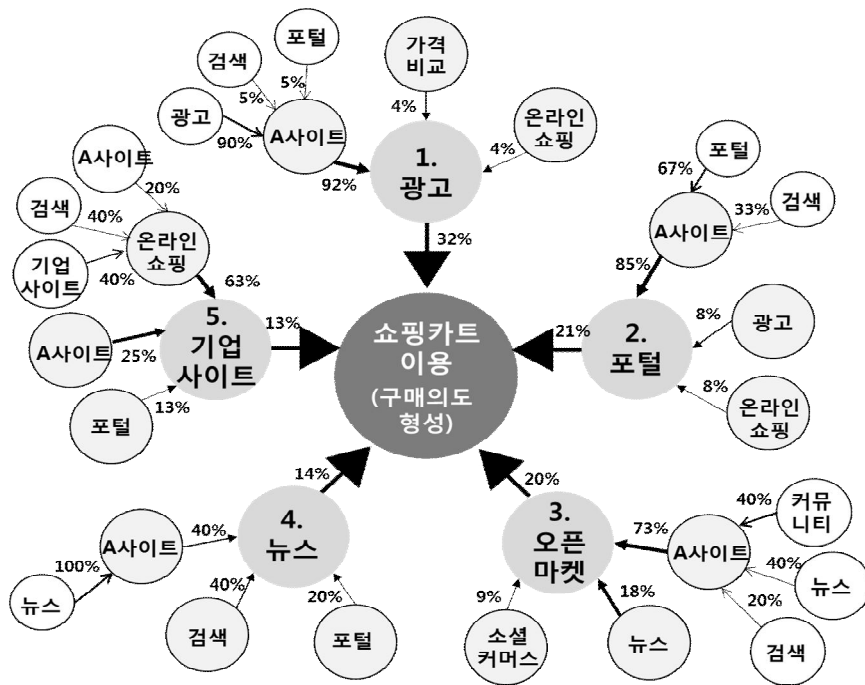 포털
검색
5%
5%
광고
90%
A사이트
92%
가격
비교
4%
온라인
쇼핑
4%
1.
광고
32%
A사이트
20%
검색
40%
기업
사이트
40%
온라인
쇼핑
63%
A사이트
25%
포털
13%
5.
기업
사이트
13%
쇼핑카트
이용
(구매의도
형성)
포털
67%
검색
33%
A사이트
85%
광고
8%
온라인
쇼핑
8%
2.
포털
21%
뉴스
100%
A사이트
40%
검색
40%
포털
20%
4.
뉴스
14%
커뮤
니티
40%
뉴스
40%
검색
20%
A사이트
73%
뉴스
18%
소셜
커머스
9%
3.
오픈
마켓
20%